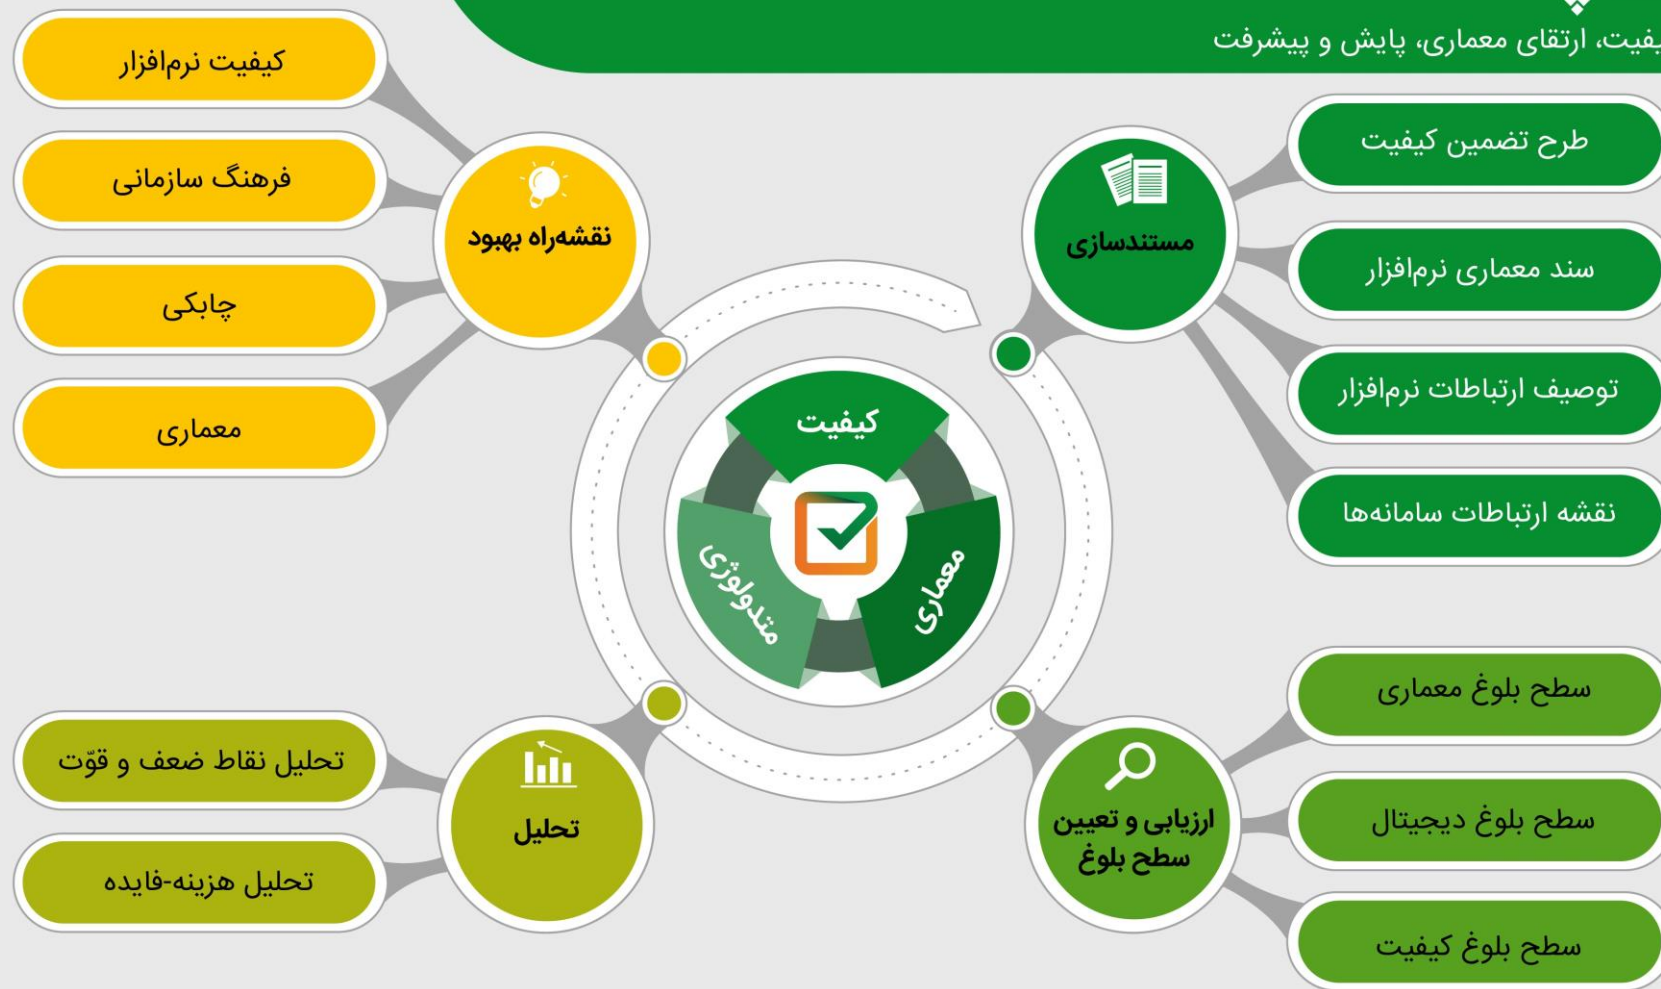 ارتقای معماری، پایش و پیشرفت
مستندسازی
طرح تضمین کیفیت
سند معماری نرم‌افزار
توصیف ارتباطات نرم‌افزار
نقشه ارتباطات سامانه‌ها
ارزیابی و تعیین
سطح بلوغ
سطح بلوغ معماری
سطح بلوغ دیجیتال
سطح بلوغ کیفیت
تحلیل
تحلیل نقاط ضعف و قوّت
تحلیل هزینه-فایده
نقشه‌راه بهبود
کیفیت نرم‌افزار
فرهنگ سازمانی
چابکی
معماری
کیفیت
معماری
متدولوژی